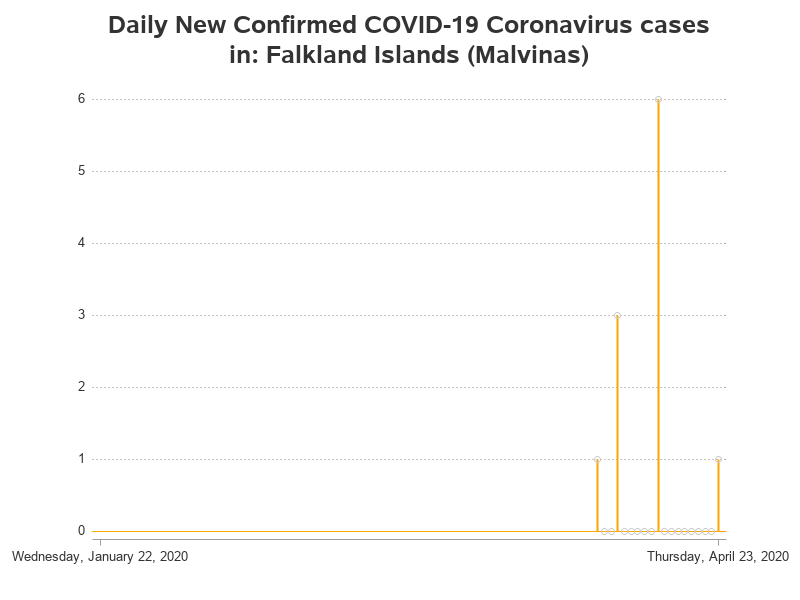 Daily New Confirmed COVID-19 Coronavirus cases
in: Falkland Islands (Malvinas)
6
5
4
3
2
1
0
Wednesday, January 22, 2020
Thursday, April 23, 2020